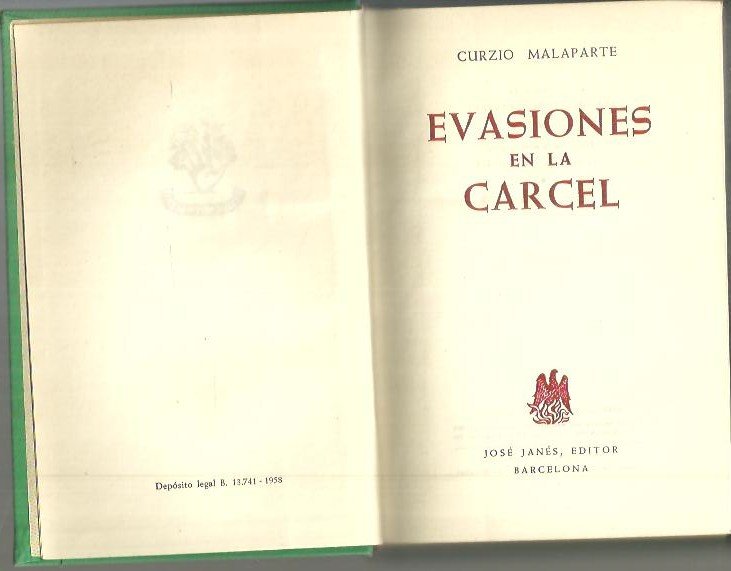 Depósito legal B. 13.741 - 1958
CURZIO MALAPARTE
EVASIONES
EN LA
CARCEL
JOSÉ JANÉS, EDITOR
BARCELONA